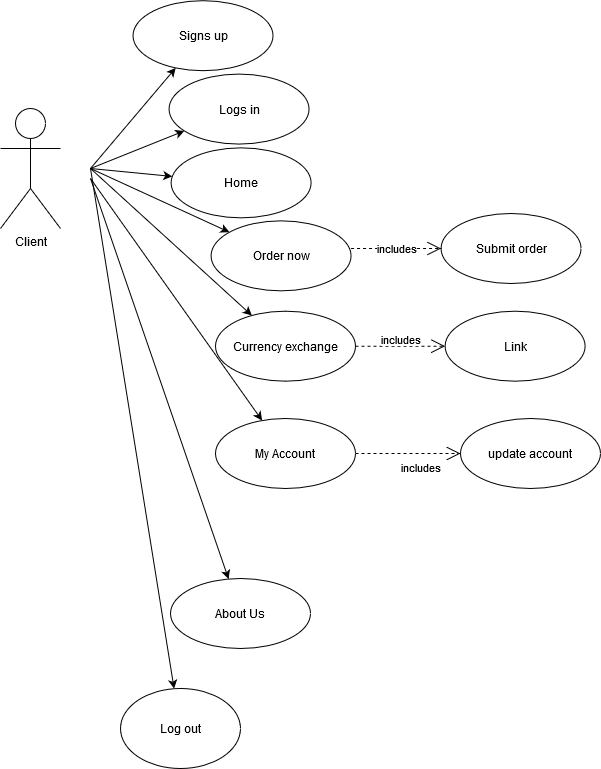 Signs up
Logs in
Home
Client
Order now
includes
Submit order
Currency exchange
includes
Link
My Account
includes
update account
About Us
Log out